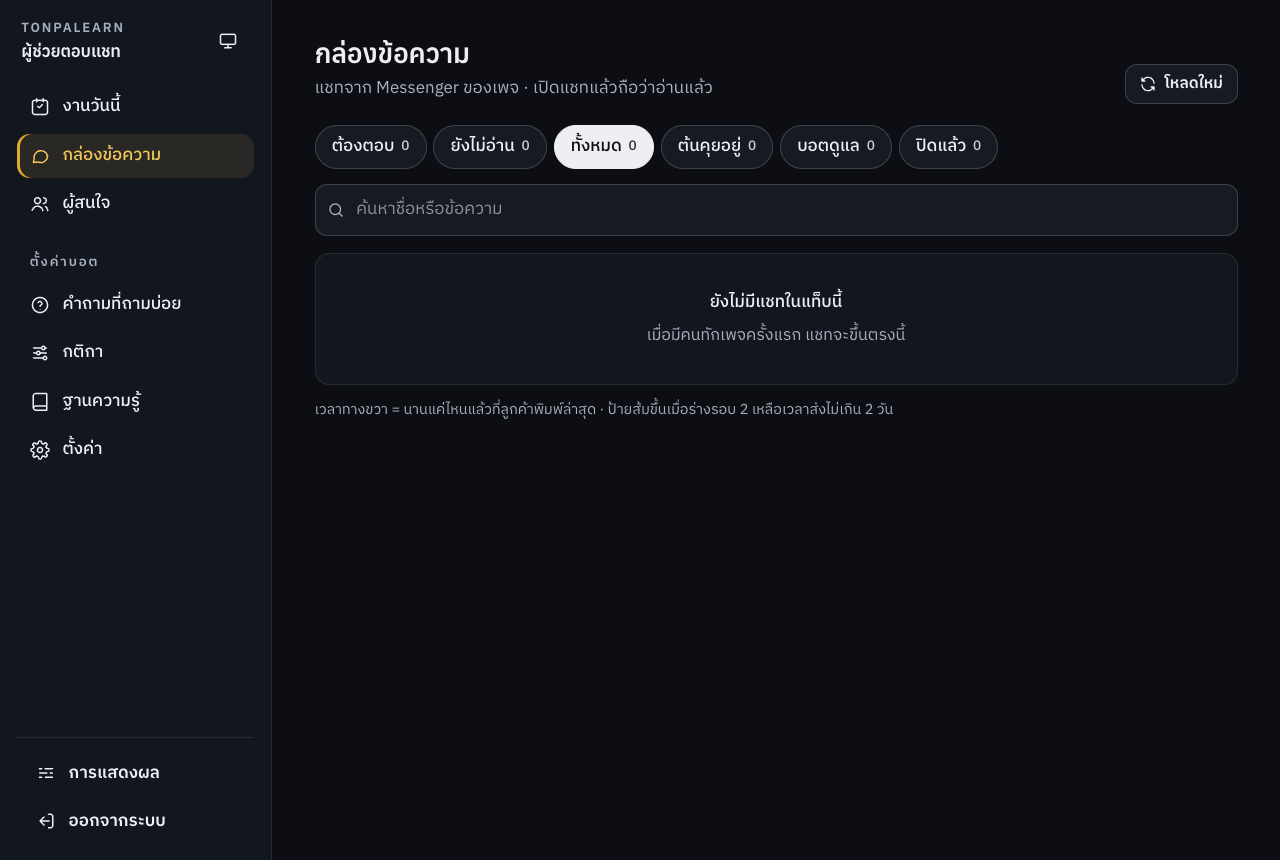 TONPALEARN
ผู้ช่วยตอบแชท
งานวันนี้
กล่องข้อความ
ผู้สนใจ
ตั้งค่าบอต
คำถามที่ถามบ่อย
กติกา
ฐานความรู้
ตั้งค่า
การแสดงผล
ออกจากระบบ
กล่องข้อความ
แชทจาก Messenger ของเพจ · เปิดแชทแล้วถือว่าอ่านแล้ว
โหลดใหม่
ต้องตอบ 0 ยังไม่อ่าน 0 ทั้งหมด 0 ต้นคุยอยู่ 0 บอตดูแล 0 ปิดแล้ว 0
ค้นหาชื่อหรือข้อความ
ยังไม่มีแชทในแท็บนี้
เมื่อมีคนทักเพจครั้งแรก แชทจะขึ้นตรงนี้
เวลาทางขวา = นานแค่ไหนแล้วที่ลูกค้าพิมพ์ล่าสุด · ป้ายส้มขึ้นเมื่อร่างรอบ 2 เหลือเวลาส่งไม่เกิน 2 วัน